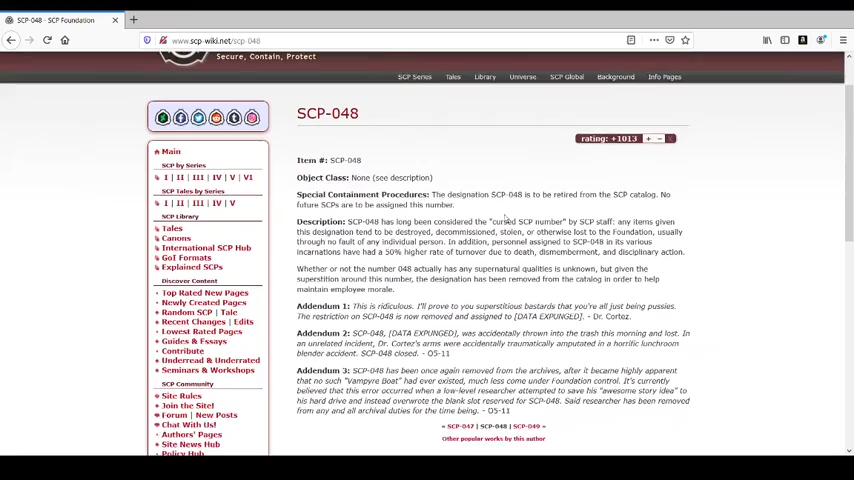 SCP-048 - SCP Foundation
www.scp-wiki.net/scp-048
Secure, Contain, Protect
SCP Series Tales Library Universe SCP Global Background Info Pages
SCP-048
rating: +1013 + − X
Main
SCP by Series
I | II | III | IV | V | VI
SCP Tales by Series
I | II | III | IV | V
SCP Library
Tales
Canons
International SCP Hub
GoI Formats
Explained SCPs
Discover Content
Top Rated New Pages
Newly Created Pages
Random SCP | Tale
Recent Changes | Edits
Lowest Rated Pages
Guides & Essays
Contribute
Underread & Underrated
Seminars & Workshops
SCP Community
Site Rules
Join the Site!
Forum | New Posts
Chat With Us!
Authors' Pages
Site News Hub
Policy Hub
Item #: SCP-048
Object Class: None (see description)
Special Containment Procedures: The designation SCP-048 is to be retired from the SCP catalog. No
future SCPs are to be assigned this number.
Description: SCP-048 has long been considered the "cursed SCP number" by SCP staff: any items given
this designation tend to be destroyed, decommissioned, stolen, or otherwise lost to the Foundation, usually
through no fault of any individual person. In addition, personnel assigned to SCP-048 in its various
incarnations have had a 50% higher rate of turnover due to death, dismemberment, and disciplinary action.
Whether or not the number 048 actually has any supernatural qualities is unknown, but given the
superstition around this number, the designation has been removed from the catalog in order to help
maintain employee morale.
Addendum 1: This is ridiculous. I'll prove to you superstitious bastards that you're all just being pussies.
The restriction on SCP-048 is now removed and assigned to [DATA EXPUNGED]. - Dr. Cortez.
Addendum 2: SCP-048, [DATA EXPUNGED], was accidentally thrown into the trash this morning and lost. In
an unrelated incident, Dr. Cortez's arms were accidentally traumatically amputated in a horrific lunchroom
blender accident. SCP-048 closed. - O5-11
Addendum 3: SCP-048 has been once again removed from the archives, after it became highly apparent
that no such "Vampyre Boat" had ever existed, much less come under Foundation control. It's currently
believed that this error occurred when a low-level researcher attempted to save his "awesome story idea" to
his hard drive and instead overwrote the blank slot reserved for SCP-048. Said researcher has been removed
from any and all archival duties for the time being. - O5-11
« SCP-047 | SCP-048 | SCP-049 »
Other popular works by this author